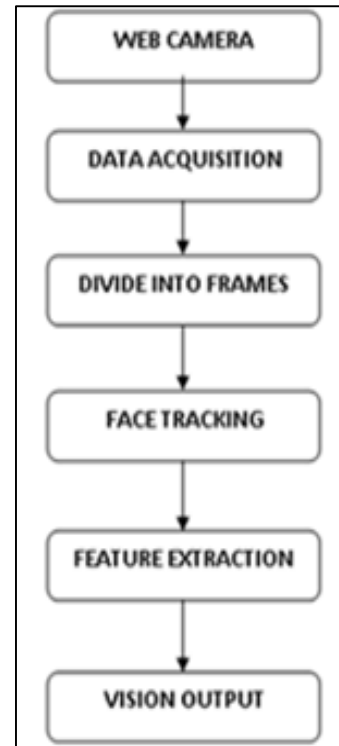 WEB CAMERA
DATA ACQUISITION
DIVIDE INTO FRAMES
FACE TRACKING
FEATURE EXTRACTION
VISION OUTPUT